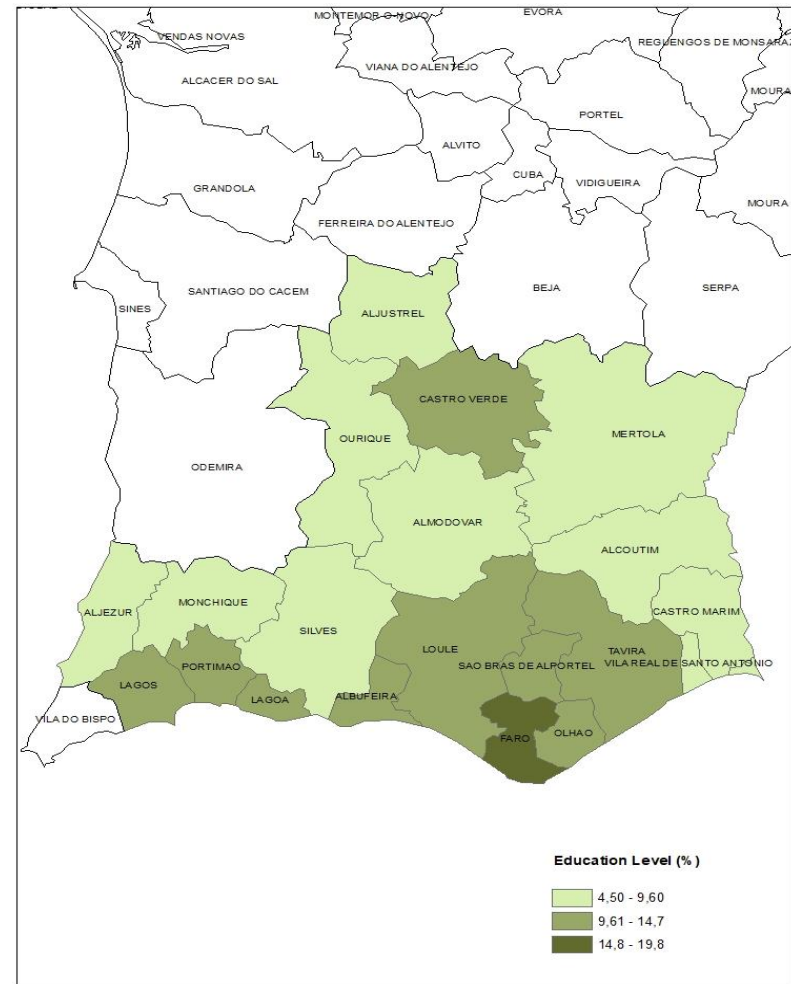 MONTEMOR-O-NOVO
EVORA
VENDAS NOVAS
REGUENGOS DE MONSARAZ
VIANA DO ALENTEJO
ALCACER DO SAL
MOURA
PORTEL
ALVITO
CUBA
VIDIGUEIRA
GRANDOLA
MOURA
FERREIRA DO ALENTEJO
SANTIAGO DO CACEM
BEJA
SERPA
SINES
ALJUSTREL
CASTRO VERDE
MERTOLA
OURIQUE
ODEMIRA
ALMODOVAR
ALCOUTIM
MONCHIQUE
ALJEZUR
CASTRO MARIM
SILVES
LOULE
TAVIRA
SAO BRAS DE ALPORTEL
VILA REAL DE SANTO ANTONIO
PORTIMAO
LAGOS
LAGOA
ALBUFEIRA
VILA DO BISPO
FARO
OLHAO
Education Level (%)
4,50 - 9,60
9,61 - 14,7
14,8 - 19,8